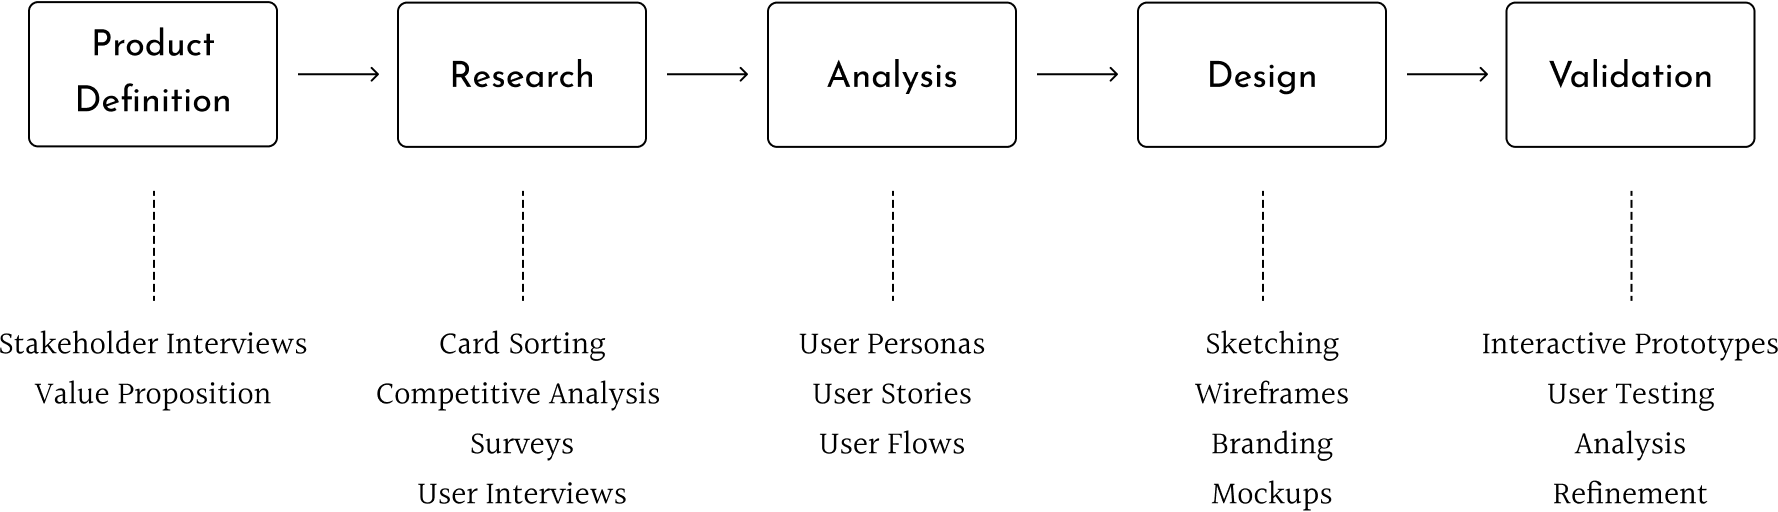 Product
Definition
Research
Analysis
Design
Validation
Stakeholder Interviews
Value Proposition
Card Sorting
Competitive Analysis
Surveys
User Interviews
User Personas
User Stories
User Flows
Sketching
Wireframes
Branding
Mockups
Interactive Prototypes
User Testing
Analysis
Refinement